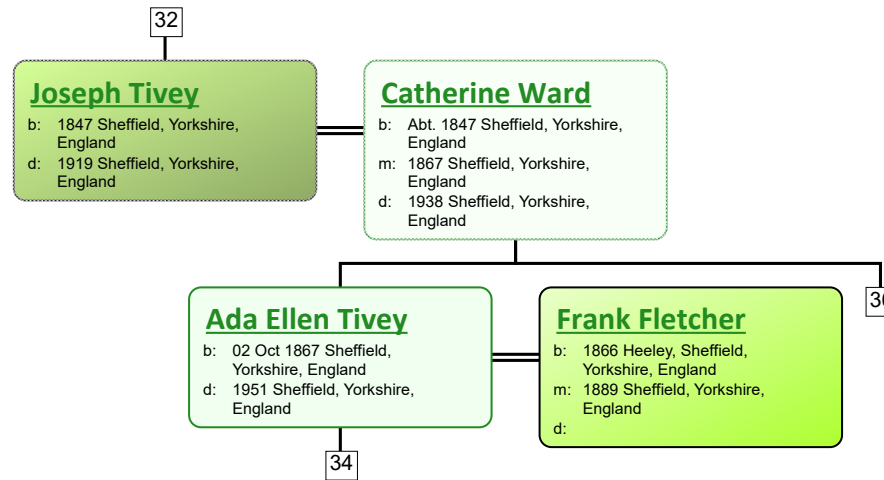 32
Joseph Tivey
b: 1847 Sheffield, Yorkshire,
England
d: 1919 Sheffield, Yorkshire,
England
Catherine Ward
b: Abt. 1847 Sheffield, Yorkshire,
England
m: 1867 Sheffield, Yorkshire,
England
d: 1938 Sheffield, Yorkshire,
England
Ada Ellen Tivey
b: 02 Oct 1867 Sheffield,
Yorkshire, England
d: 1951 Sheffield, Yorkshire,
England
Frank Fletcher
b: 1866 Heeley, Sheffield,
Yorkshire, England
m: 1889 Sheffield, Yorkshire,
England
d:
34